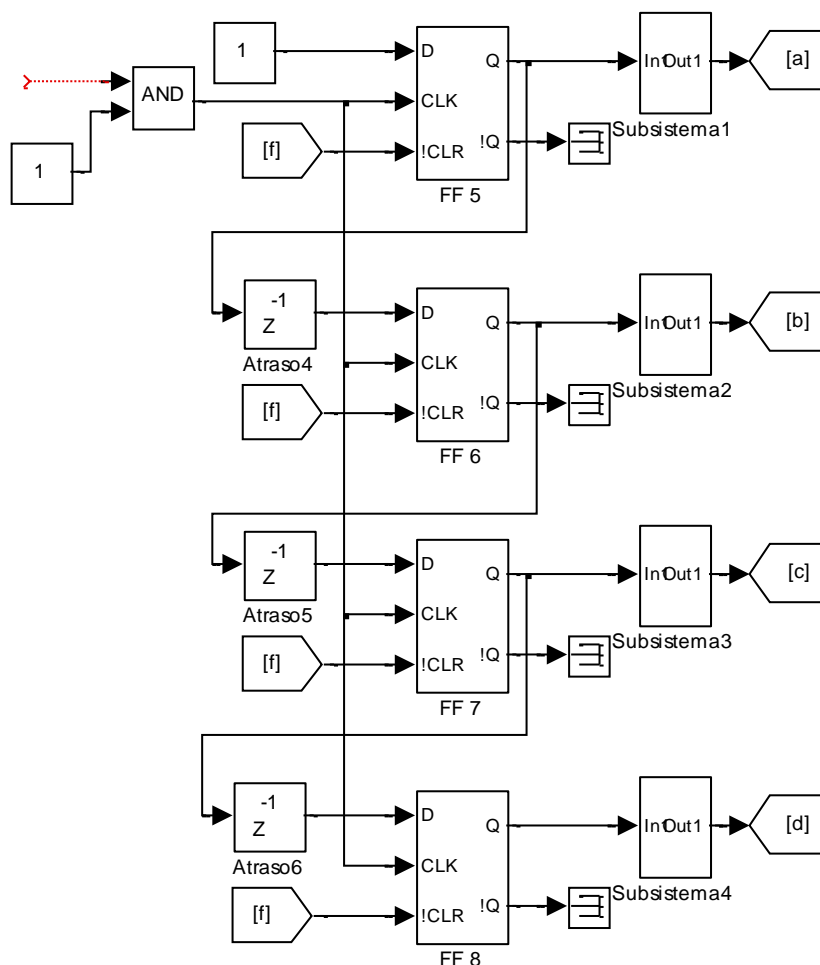 1
D
Q
In1
Out1
[a]
AND
CLK
Subsistema1
[f]
!CLR
!Q
1
FF 5
-1
Z
D
Q
In1
Out1
[b]
Atraso4
CLK
Subsistema2
[f]
!CLR
!Q
FF 6
-1
Z
D
Q
In1
Out1
[c]
Atraso5
CLK
Subsistema3
[f]
!CLR
!Q
FF 7
-1
Z
D
Q
In1
Out1
[d]
Atraso6
CLK
Subsistema4
[f]
!CLR
!Q
FF 8